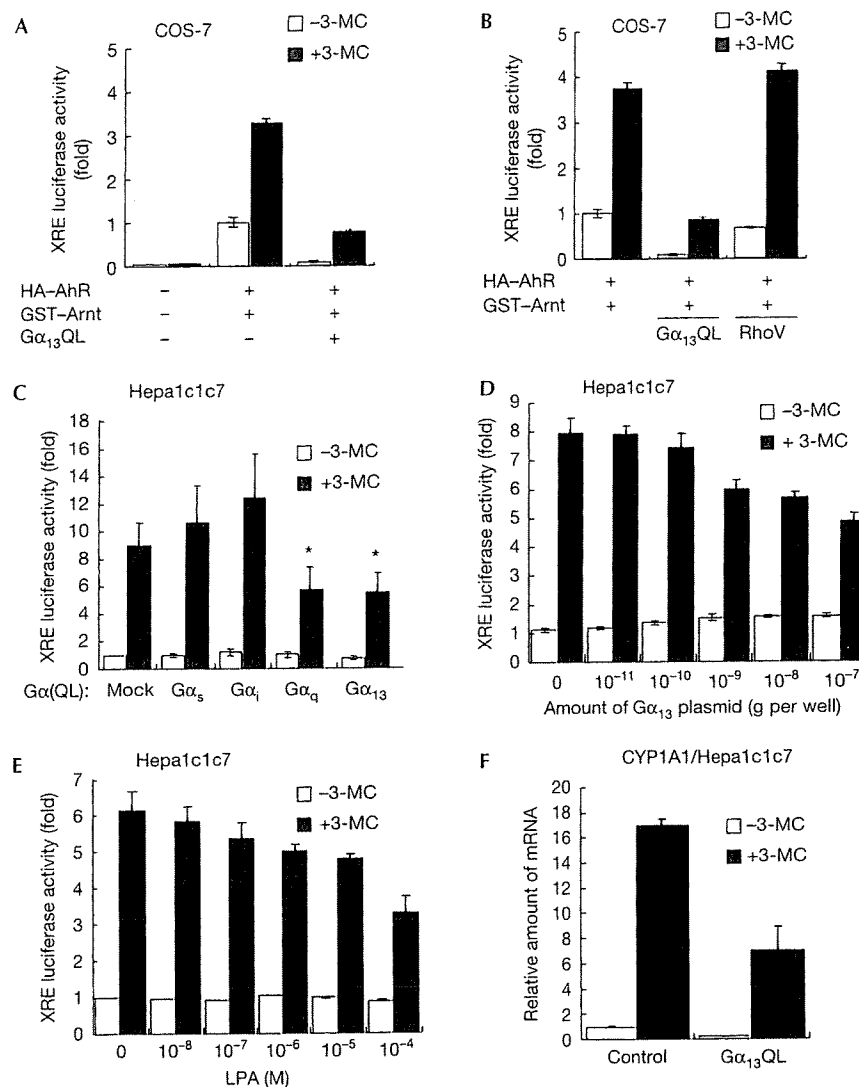 A
COS-7
–3-MC
+3-MC
XRE luciferase activity
(fold)
5
4
3
2
1
0
HA–AhR – + +
GST–Arnt – + +
Gα₁₃QL – – +
B
COS-7
–3-MC
+3-MC
XRE luciferase activity
(fold)
5
4
3
2
1
0
HA–AhR + + +
GST–Arnt + + +
Gα₁₃QL RhoV
C
Hepa1c1c7
–3-MC
+3-MC
XRE luciferase activity (fold)
18
16
14
12
10
8
6
4
2
0
* *
Gα(QL): Mock Gαₛ Gαᵢ Gα_q Gα₁₃
D
Hepa1c1c7
–3-MC
+ 3-MC
XRE luciferase activity (fold)
9
8
7
6
5
4
3
2
1
0
0 10⁻¹¹ 10⁻¹⁰ 10⁻⁹ 10⁻⁸ 10⁻⁷
Amount of Gα₁₃ plasmid (g per well)
E
Hepa1c1c7
–3-MC
+3-MC
XRE luciferase activity (fold)
7
6
5
4
3
2
1
0
0 10⁻⁸ 10⁻⁷ 10⁻⁶ 10⁻⁵ 10⁻⁴
LPA (M)
F
CYP1A1/Hepa1c1c7
–3-MC
+3-MC
Relative amount of mRNA
20
18
16
14
12
10
8
6
4
2
0
Control Gα₁₃QL